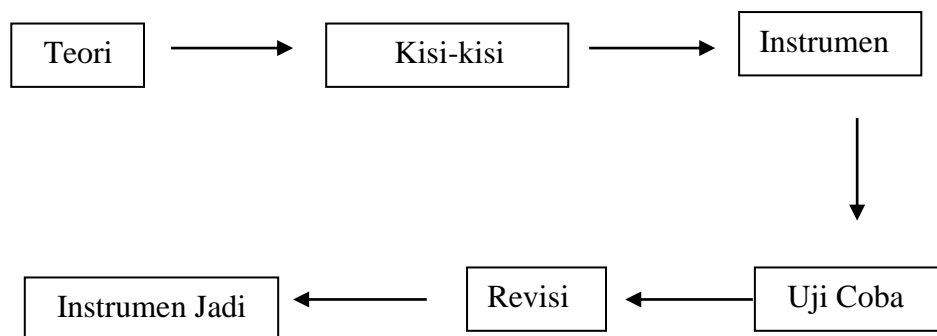 Teori
Kisi-kisi
Instrumen
Uji Coba
Revisi
Instrumen Jadi